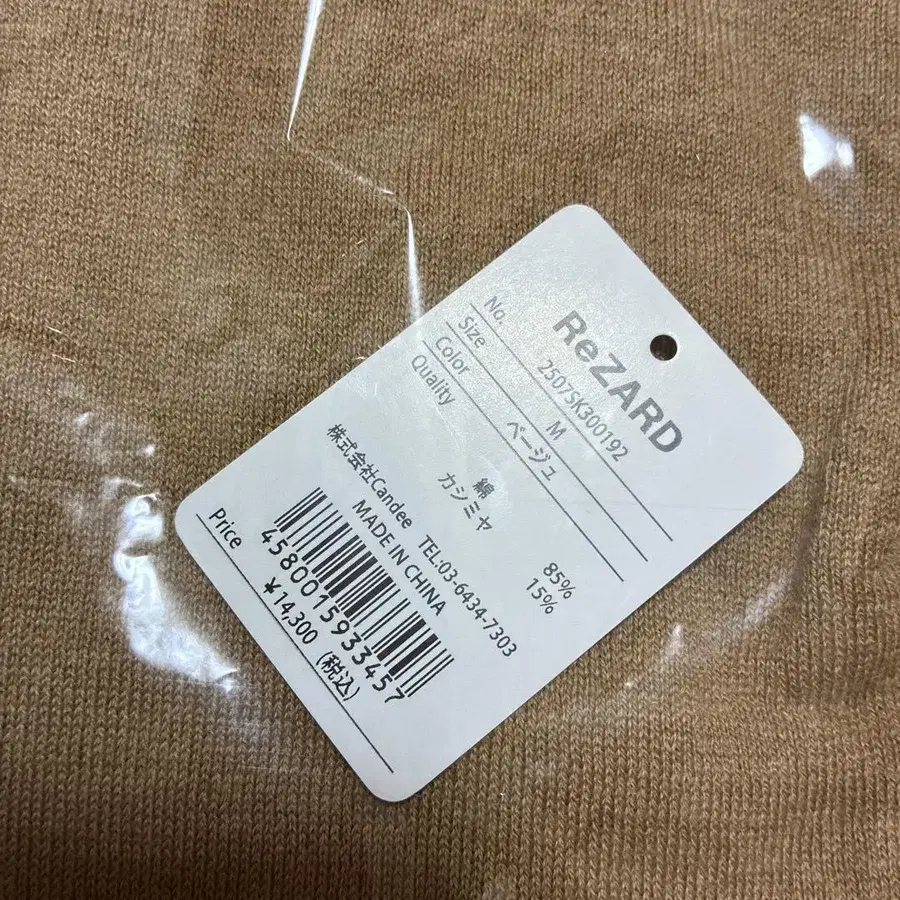 ReZARD
No. 2507SK300192
Size M
Color ベージュ
Quality
綿 85%
カシミヤ 15%
株式会社Candee TEL:03-6434-7303
MADE IN CHINA
4580015933457
Price ¥14,300 (税込)